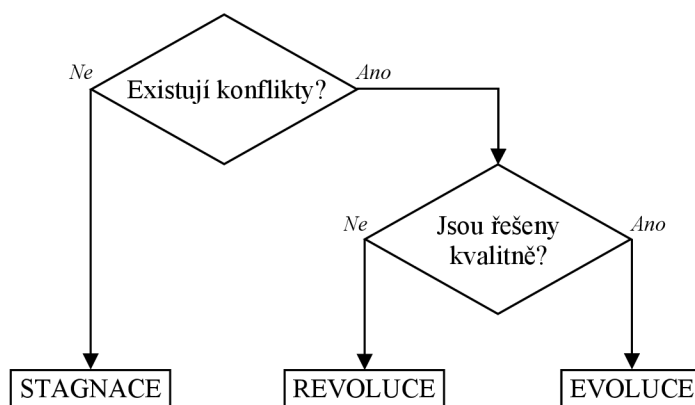 Ne
Existují konflikty?
Ano
Ne
Jsou řešeny
kvalitně?
Ano
STAGNACE
REVOLUCE
EVOLUCE